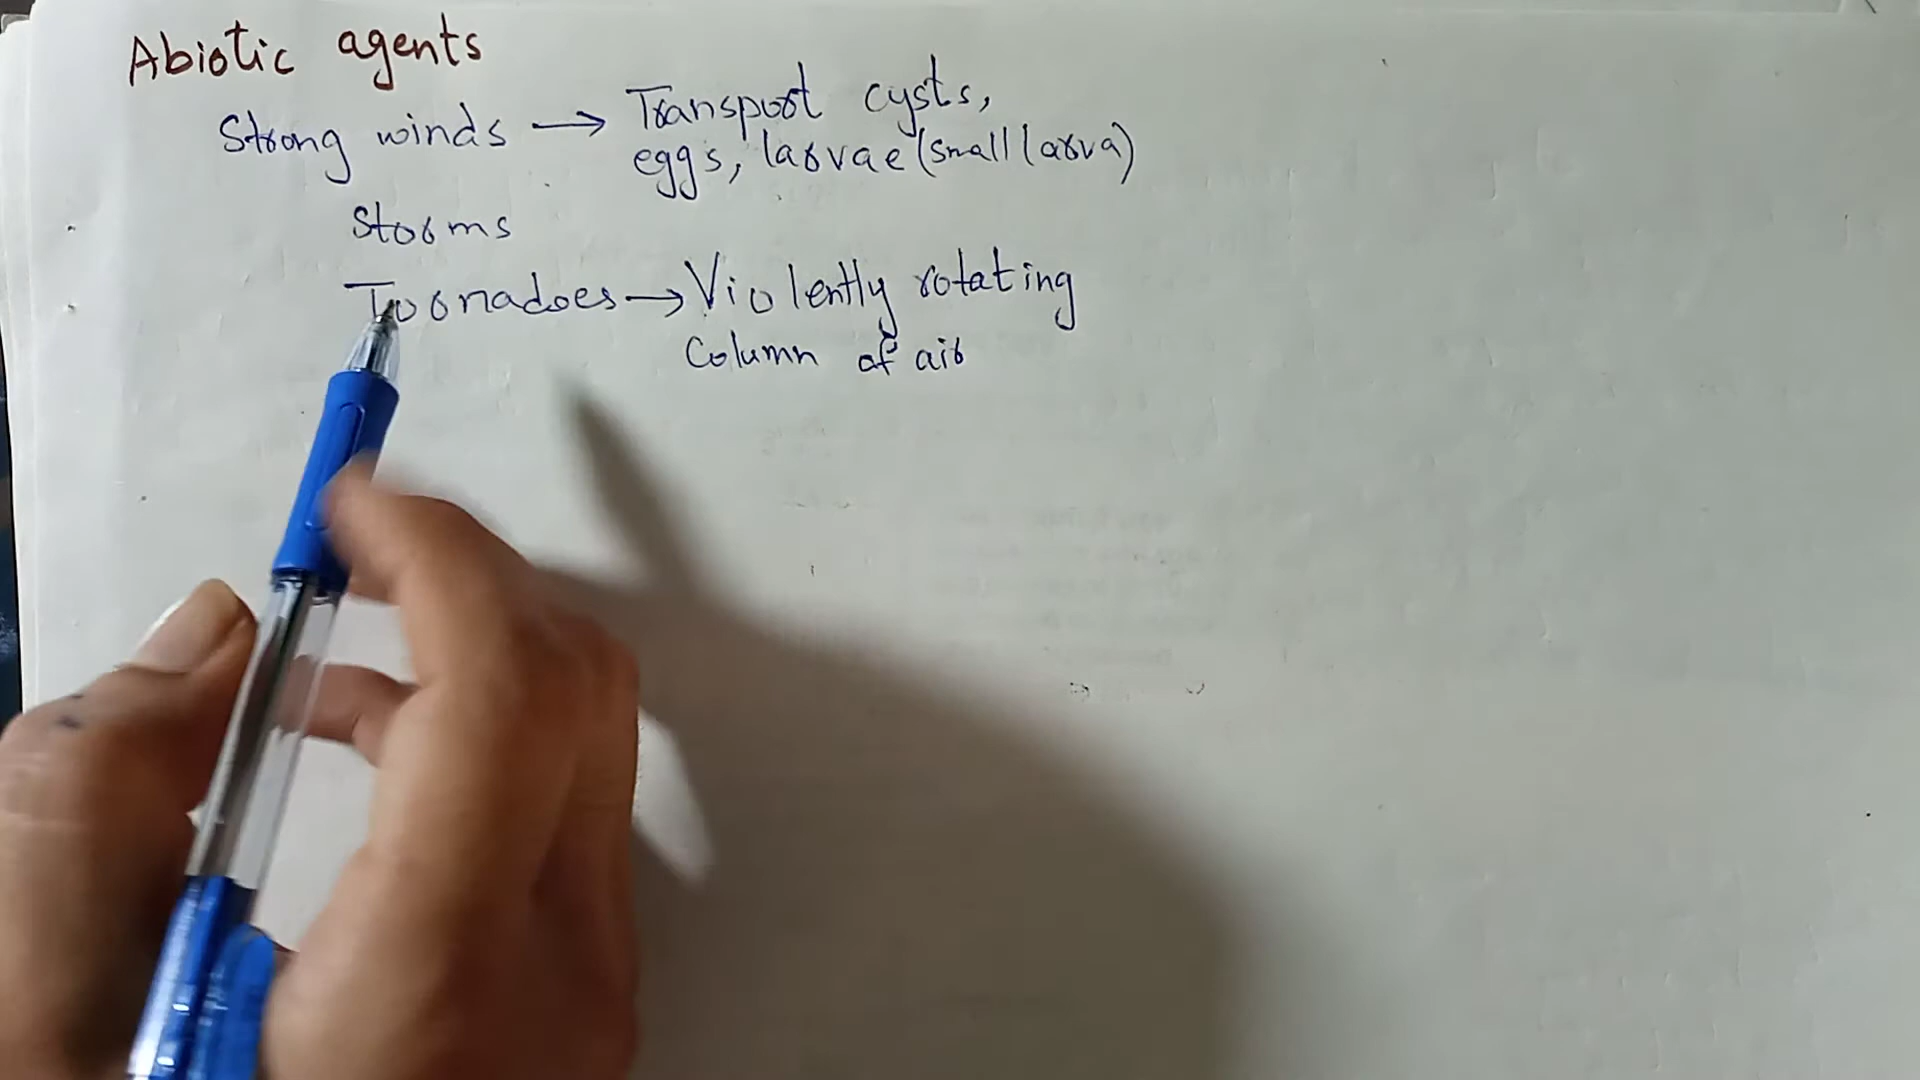 Abiotic agents
Strong winds → Transport cysts,
eggs, larvae (small larva)
Storms
Tornadoes → Violently rotating
Column of air